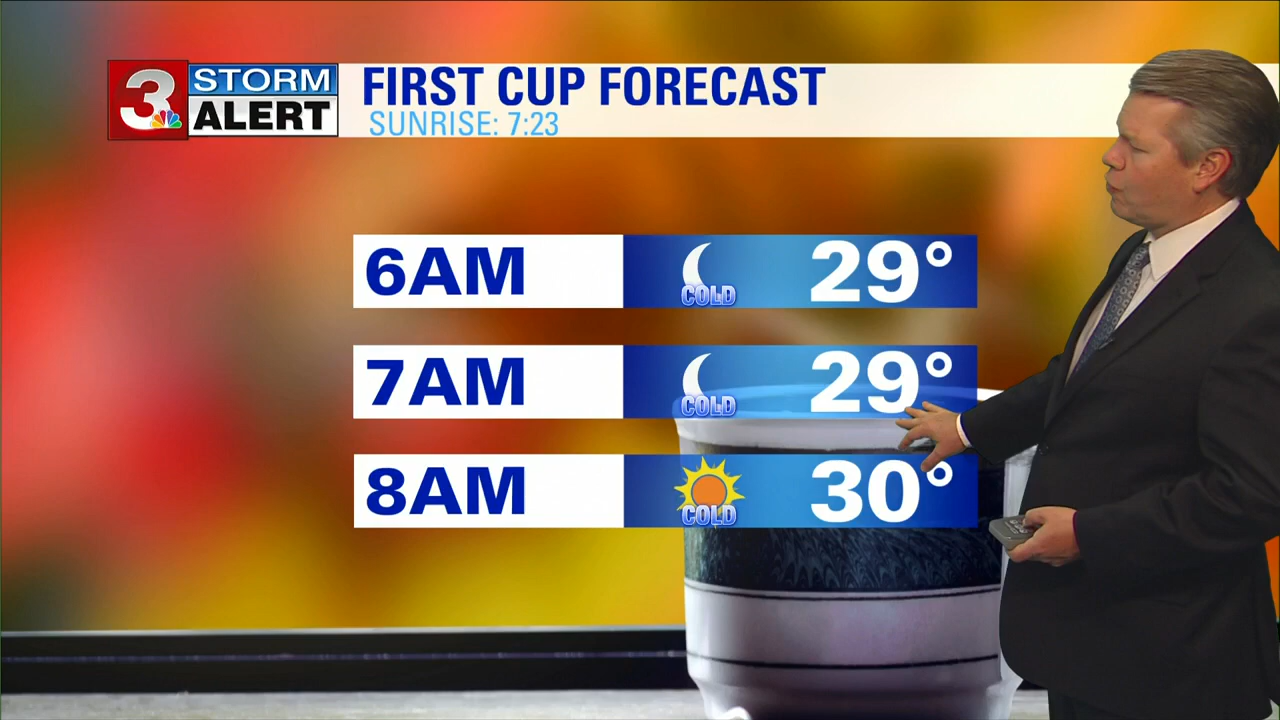 3 STORM ALERT
FIRST CUP FORECAST
SUNRISE: 7:23
6AM COLD 29°
7AM COLD 29°
8AM COLD 30°